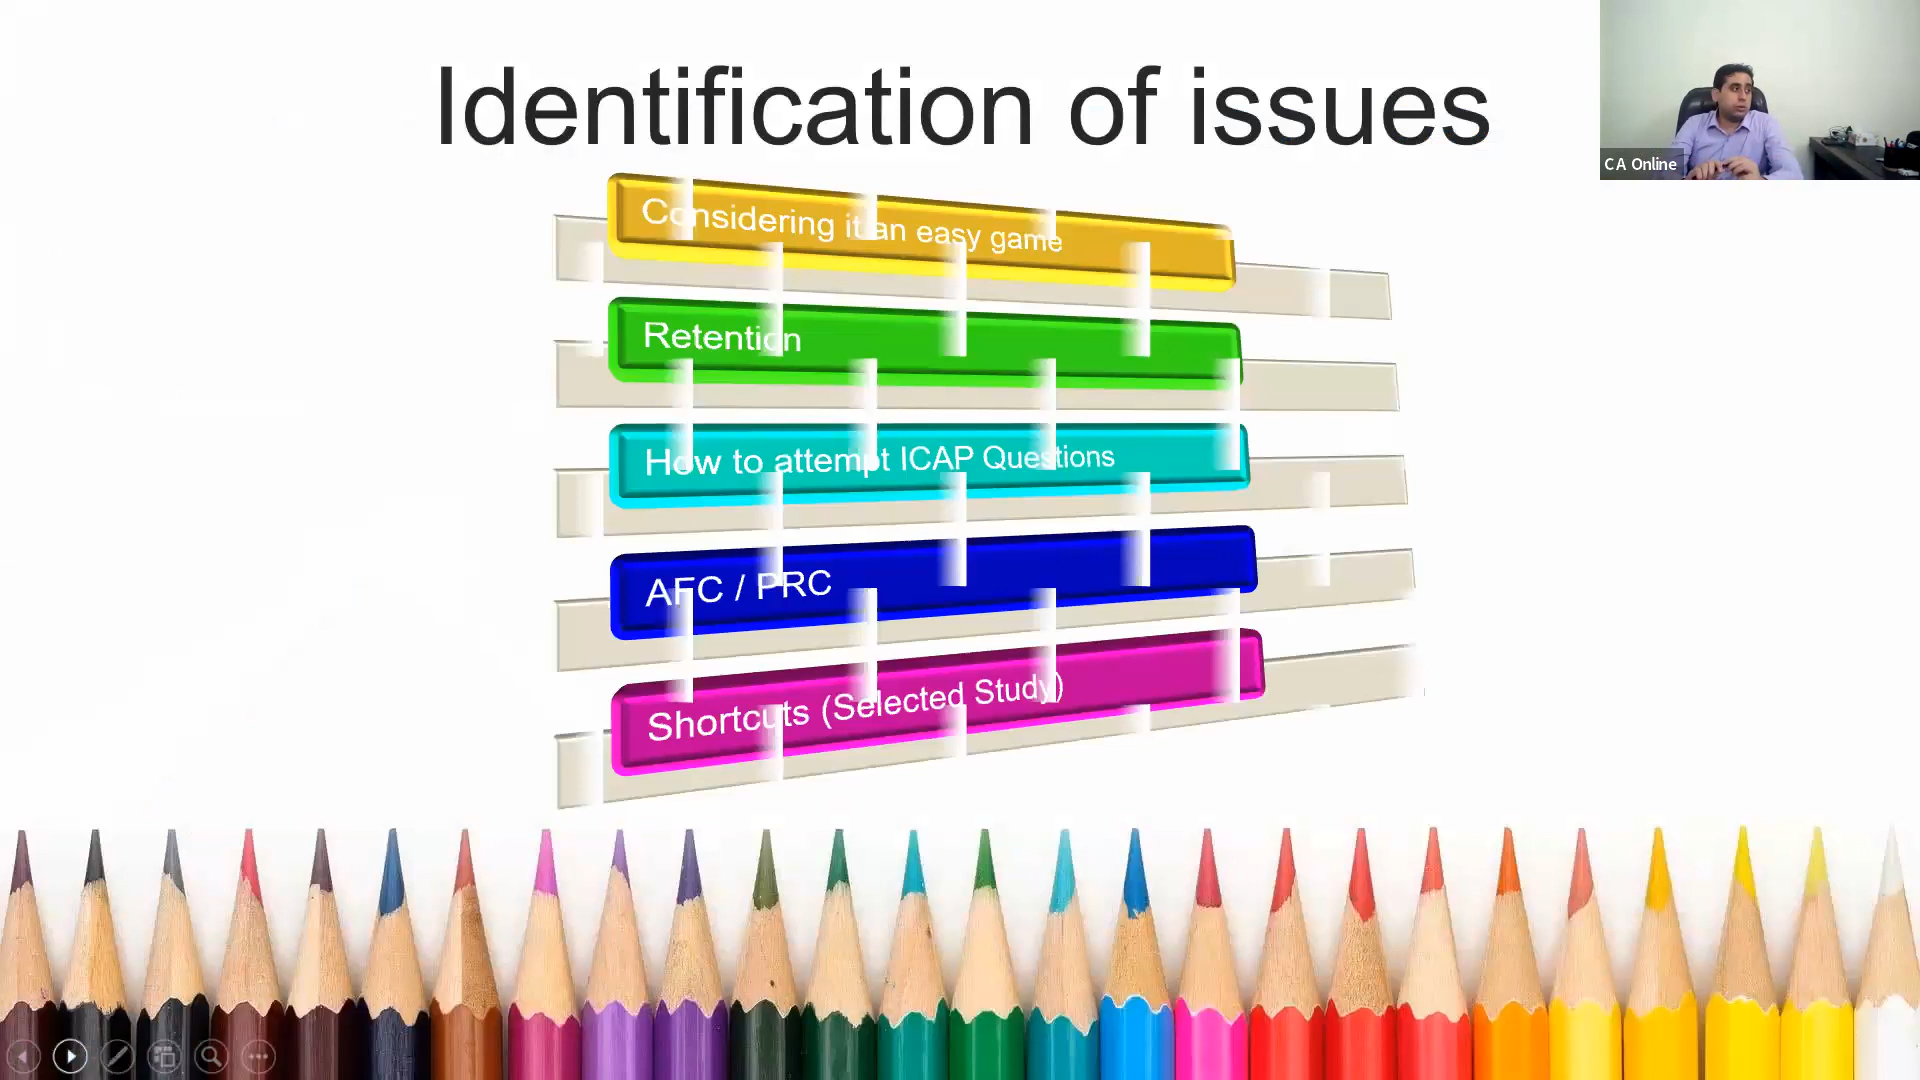 Identification of issues
CA Online
Considering it an easy game
Retention
How to attempt ICAP Questions
AFC / PRC
Shortcuts (Selected Study)